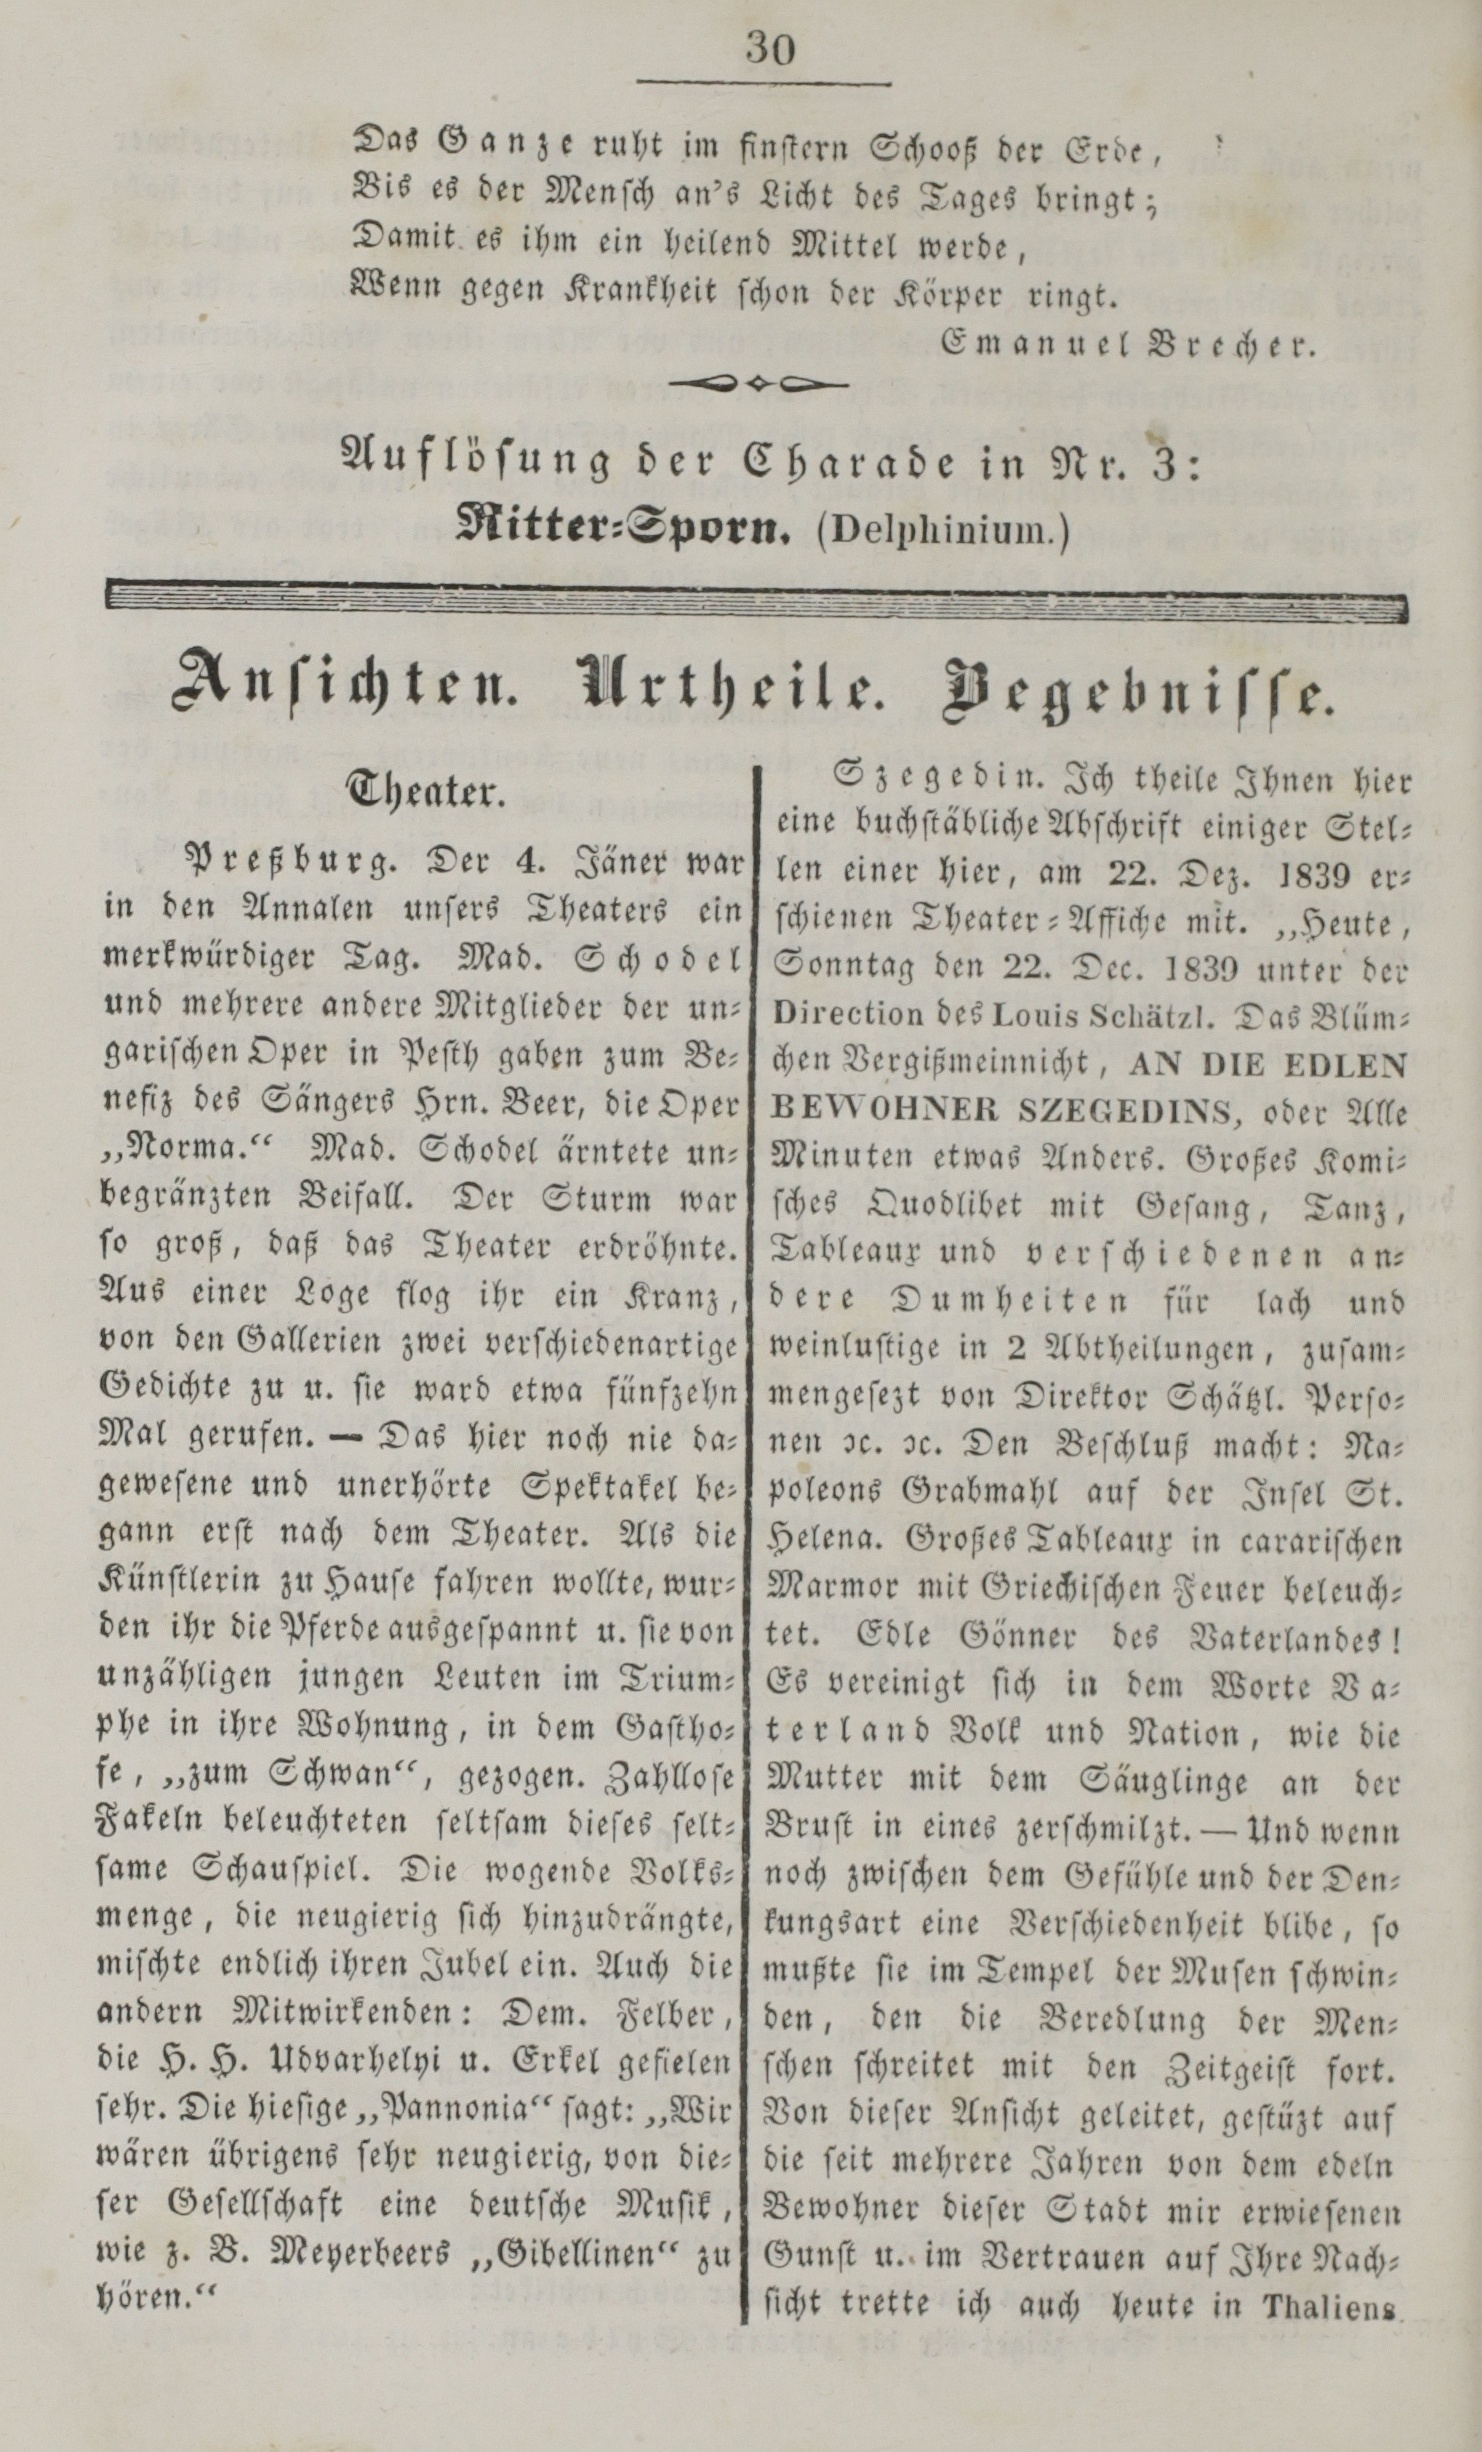 30
Das Ganze ruht im finstern Schooß der Erde,
Bis es der Mensch an's Licht des Tages bringt;
Damit es ihm ein heilend Mittel werde,
Wenn gegen Krankheit schon der Körper ringt.
Emanuel Brecher.
Auflösung der Charade in Nr. 3:
Ritter-Sporn. (Delphinium.)
Ansichten. Urtheile. Begebnisse.
Theater.
Preßburg. Der 4. Jäner war
in den Annalen unsers Theaters ein
merkwürdiger Tag. Mad. Schodel
und mehrere andere Mitglieder der un-
garischen Oper in Pesth gaben zum Be-
nefiz des Sängers Hrn. Beer, die Oper
„Norma.“ Mad. Schodel ärntete un-
begränzten Beifall. Der Sturm war
so groß, daß das Theater erdröhnte.
Aus einer Loge flog ihr ein Kranz,
von den Gallerien zwei verschiedenartige
Gedichte zu u. sie ward etwa fünfzehn
Mal gerufen. — Das hier noch nie da-
gewesene und unerhörte Spektakel be-
gann erst nach dem Theater. Als die
Künstlerin zu Hause fahren wollte, wur-
den ihr die Pferde ausgespannt u. sie von
unzähligen jungen Leuten im Trium-
phe in ihre Wohnung, in dem Gastho-
fe, „zum Schwan“, gezogen. Zahllose
Fakeln beleuchteten seltsam dieses selt-
same Schauspiel. Die wogende Volks-
menge, die neugierig sich hinzudrängte,
mischte endlich ihren Jubel ein. Auch die
andern Mitwirkenden: Dem. Felber,
die H. H. Udvarhelyi u. Erkel gefielen
sehr. Die hiesige „Pannonia“ sagt: „Wir
wären übrigens sehr neugierig, von die-
ser Gesellschaft eine deutsche Musik,
wie z. B. Meyerbeers „Gibellinen“ zu
hören.“
Szegedin. Ich theile Ihnen hier
eine buchstäbliche Abschrift einiger Stel-
len einer hier, am 22. Dez. 1839 er-
schienen Theater-Affiche mit. „Heute,
Sonntag den 22. Dec. 1839 unter der
Direction des Louis Schätzl. Das Blüm-
chen Vergißmeinnicht, AN DIE EDLEN
BEWOHNER SZEGEDINS, oder Alle
Minuten etwas Anders. Großes Komi-
sches Quodlibet mit Gesang, Tanz,
Tableaux und verschiedenen an-
dere Dumheiten für lach und
weinlustige in 2 Abtheilungen, zusam-
mengesezt von Direktor Schätzl. Perso-
nen ꝛc. ꝛc. Den Beschluß macht: Na-
poleons Grabmahl auf der Insel St.
Helena. Großes Tableaux in cararischen
Marmor mit Griechischen Feuer beleuch-
tet. Edle Gönner des Vaterlandes!
Es vereinigt sich in dem Worte Va-
terland Volk und Nation, wie die
Mutter mit dem Säuglinge an der
Brust in eines zerschmilzt. — Und wenn
noch zwischen dem Gefühle und der Den-
kungsart eine Verschiedenheit blibe, so
mußte sie im Tempel der Musen schwin-
den, den die Veredlung der Men-
schen schreitet mit den Zeitgeist fort.
Von dieser Ansicht geleitet, gestüzt auf
die seit mehrere Jahren von dem edeln
Bewohner dieser Stadt mir erwiesenen
Gunst u. im Vertrauen auf Ihre Nach-
sicht trette ich auch heute in Thaliens